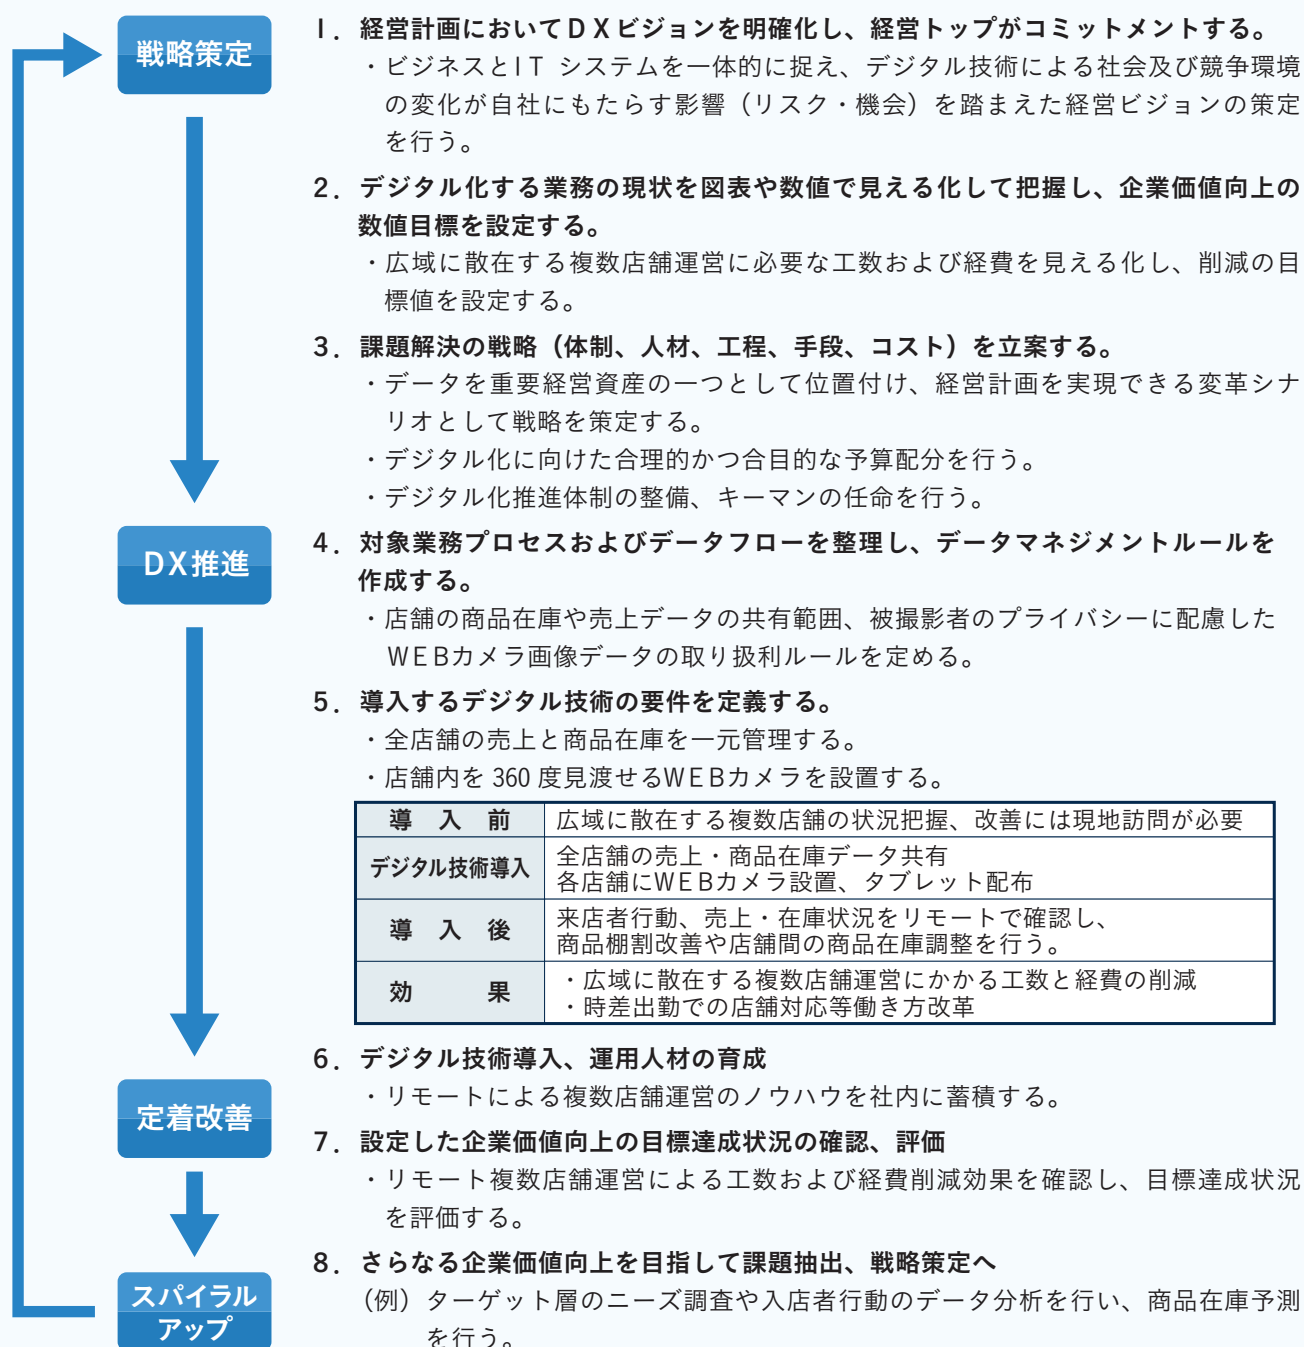 戦略策定
1. 経営計画においてＤＸビジョンを明確化し、経営トップがコミットメントする。
・ビジネスとIT システムを一体的に捉え、デジタル技術による社会及び競争環境
の変化が自社にもたらす影響（リスク・機会）を踏まえた経営ビジョンの策定
を行う。
2. デジタル化する業務の現状を図表や数値で見える化して把握し、企業価値向上の
数値目標を設定する。
・広域に散在する複数店舗運営に必要な工数および経費を見える化し、削減の目
標値を設定する。
3. 課題解決の戦略（体制、人材、工程、手段、コスト）を立案する。
・データを重要経営資産の一つとして位置付け、経営計画を実現できる変革シナ
リオとして戦略を策定する。
・デジタル化に向けた合理的かつ合目的な予算配分を行う。
・デジタル化推進体制の整備、キーマンの任命を行う。
DX推進
4. 対象業務プロセスおよびデータフローを整理し、データマネジメントルールを
作成する。
・店舗の商品在庫や売上データの共有範囲、被撮影者のプライバシーに配慮した
WEBカメラ画像データの取り扱利ルールを定める。
5. 導入するデジタル技術の要件を定義する。
・全店舗の売上と商品在庫を一元管理する。
・店舗内を 360 度見渡せるWEBカメラを設置する。
導 入 前 広域に散在する複数店舗の状況把握、改善には現地訪問が必要
デジタル技術導入 全店舗の売上・商品在庫データ共有
各店舗にWEBカメラ設置、タブレット配布
導 入 後 来店者行動、売上・在庫状況をリモートで確認し、
商品棚割改善や店舗間の商品在庫調整を行う。
効 果 ・広域に散在する複数店舗運営にかかる工数と経費の削減
・時差出勤での店舗対応等働き方改革
6. デジタル技術導入、運用人材の育成
・リモートによる複数店舗運営のノウハウを社内に蓄積する。
定着改善
7. 設定した企業価値向上の目標達成状況の確認、評価
・リモート複数店舗運営による工数および経費削減効果を確認し、目標達成状況
を評価する。
8. さらなる企業価値向上を目指して課題抽出、戦略策定へ
（例）ターゲット層のニーズ調査や入店者行動のデータ分析を行い、商品在庫予測
を行う。
スパイラル
アップ